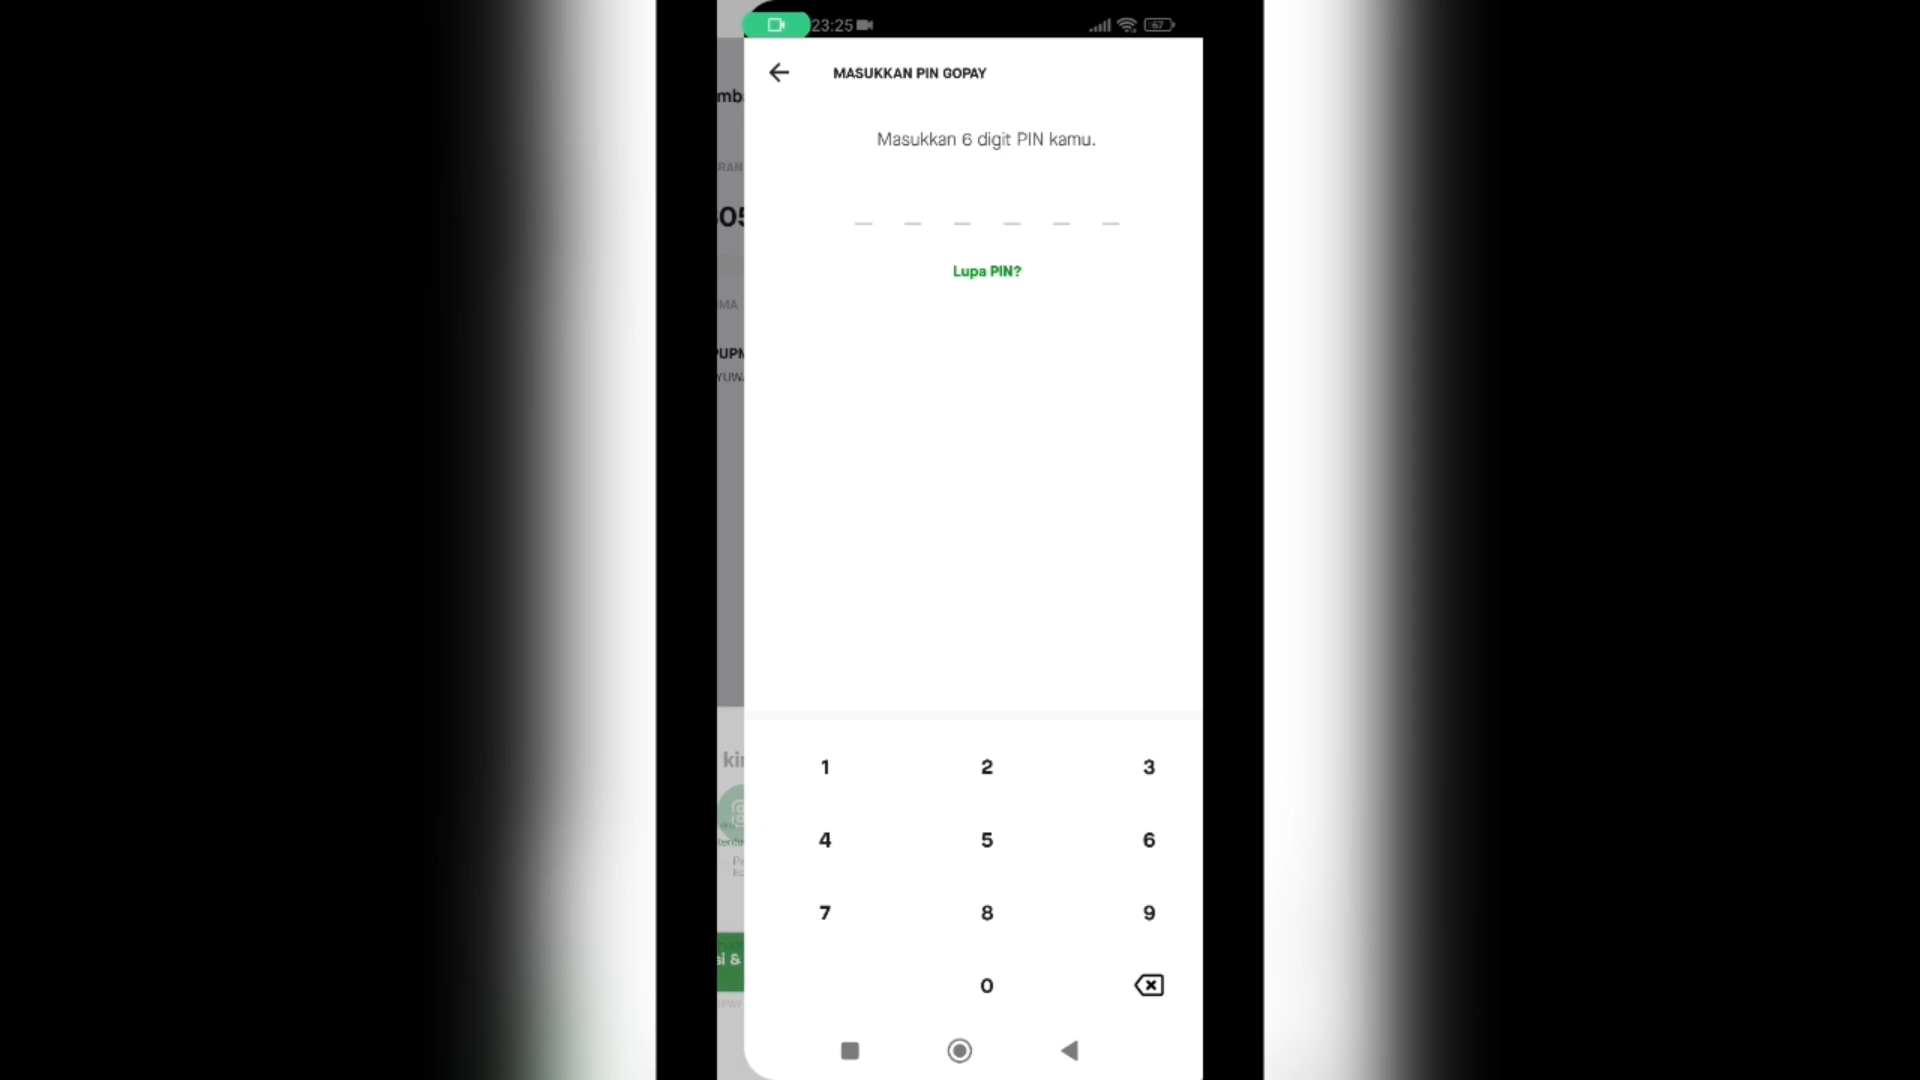 23:25
67
MASUKKAN PIN GOPAY
Masukkan 6 digit PIN kamu.
Lupa PIN?
1 2 3
4 5 6
7 8 9
0